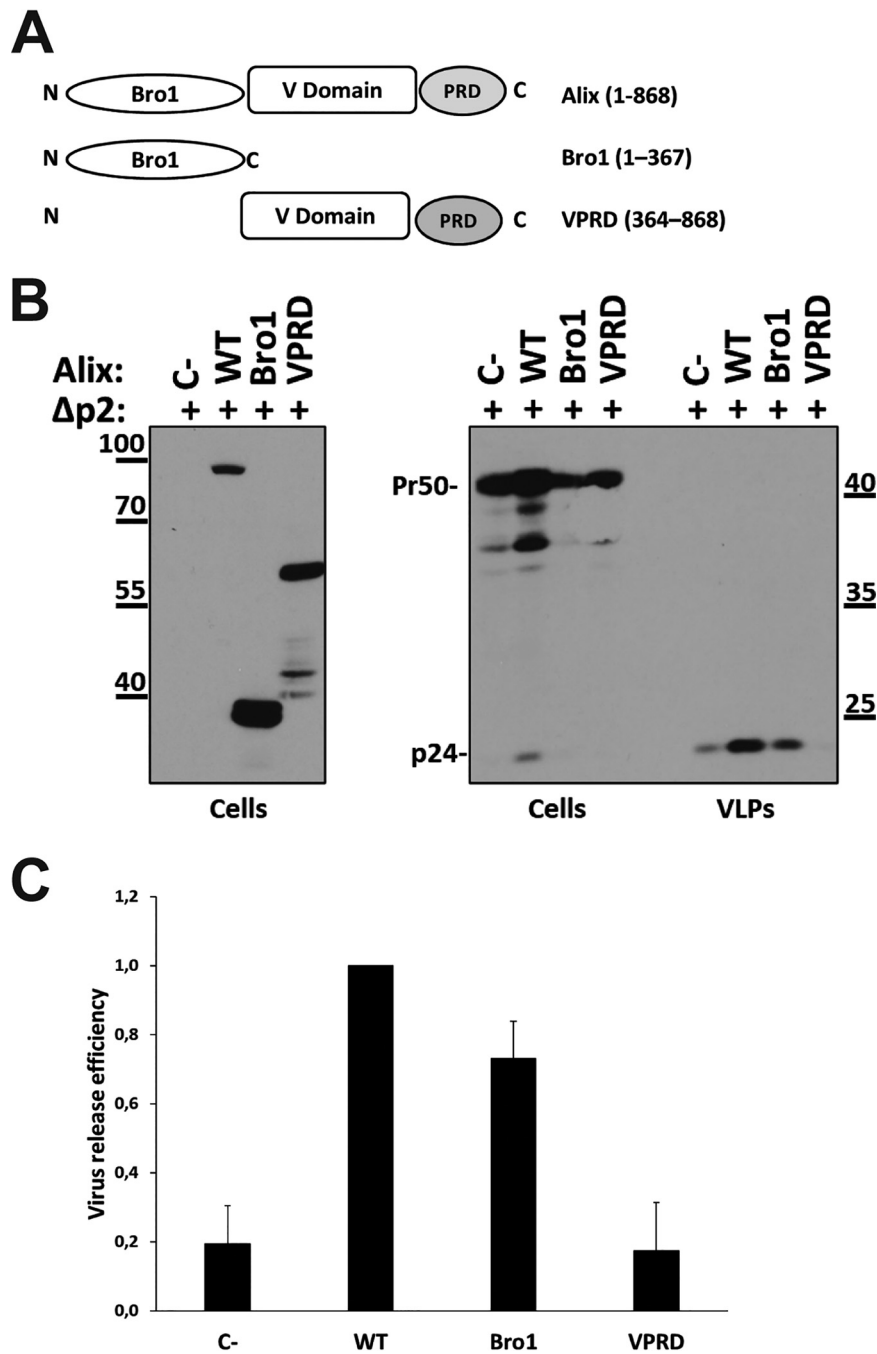 A
N Bro1 V Domain PRD C Alix (1-868)
N Bro1 C Bro1 (1–367)
N V Domain PRD C VPRD (364–868)
B
Alix: C- WT Bro1 VPRD C- WT Bro1 VPRD C- WT Bro1 VPRD
Δp2: + + + + + + + + + + + +
100
70
55
40
Pr50-
p24-
40
35
25
Cells Cells VLPs
C
Virus release efficiency
1,2
1,0
0,8
0,6
0,4
0,2
0,0
C- WT Bro1 VPRD